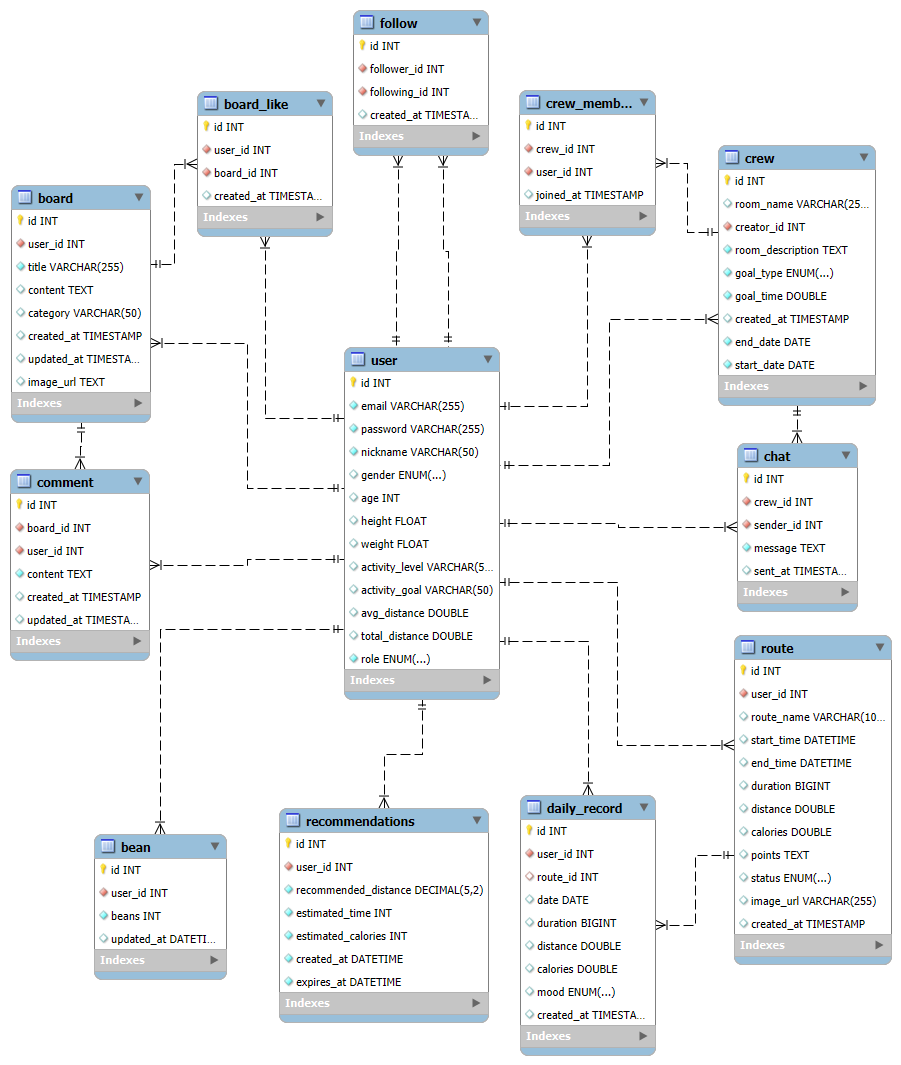 follow
id INT
follower_id INT
following_id INT
created_at TIMESTA...
Indexes
board_like
id INT
user_id INT
board_id INT
created_at TIMESTA...
Indexes
crew_memb...
id INT
crew_id INT
user_id INT
joined_at TIMESTAMP
Indexes
crew
id INT
room_name VARCHAR(25...
creator_id INT
room_description TEXT
goal_type ENUM(...)
goal_time DOUBLE
created_at TIMESTAMP
end_date DATE
start_date DATE
Indexes
board
id INT
user_id INT
title VARCHAR(255)
content TEXT
category VARCHAR(50)
created_at TIMESTAMP
updated_at TIMESTA...
image_url TEXT
Indexes
user
id INT
email VARCHAR(255)
password VARCHAR(255)
nickname VARCHAR(50)
gender ENUM(...)
age INT
height FLOAT
weight FLOAT
activity_level VARCHAR(5...
activity_goal VARCHAR(50)
avg_distance DOUBLE
total_distance DOUBLE
role ENUM(...)
Indexes
comment
id INT
board_id INT
user_id INT
content TEXT
created_at TIMESTAMP
updated_at TIMESTA...
Indexes
chat
id INT
crew_id INT
sender_id INT
message TEXT
sent_at TIMESTA...
Indexes
route
id INT
user_id INT
route_name VARCHAR(10...
start_time DATETIME
end_time DATETIME
duration BIGINT
distance DOUBLE
calories DOUBLE
points TEXT
status ENUM(...)
image_url VARCHAR(255)
created_at TIMESTAMP
Indexes
bean
id INT
user_id INT
beans INT
updated_at DATETI...
Indexes
recommendations
id INT
user_id INT
recommended_distance DECIMAL(5,2)
estimated_time INT
estimated_calories INT
created_at DATETIME
expires_at DATETIME
Indexes
daily_record
id INT
user_id INT
route_id INT
date DATE
duration BIGINT
distance DOUBLE
calories DOUBLE
mood ENUM(...)
created_at TIMESTA...
Indexes